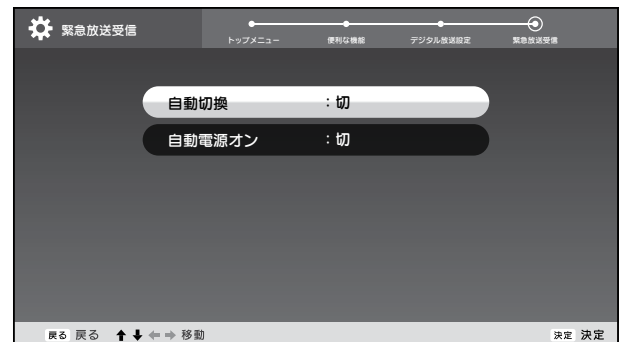 緊急放送受信
トップメニュー 便利な機能 デジタル放送設定 緊急放送受信
自動切換 :切
自動電源オン :切
戻る 戻る ↑↓←→ 移動 決定 決定